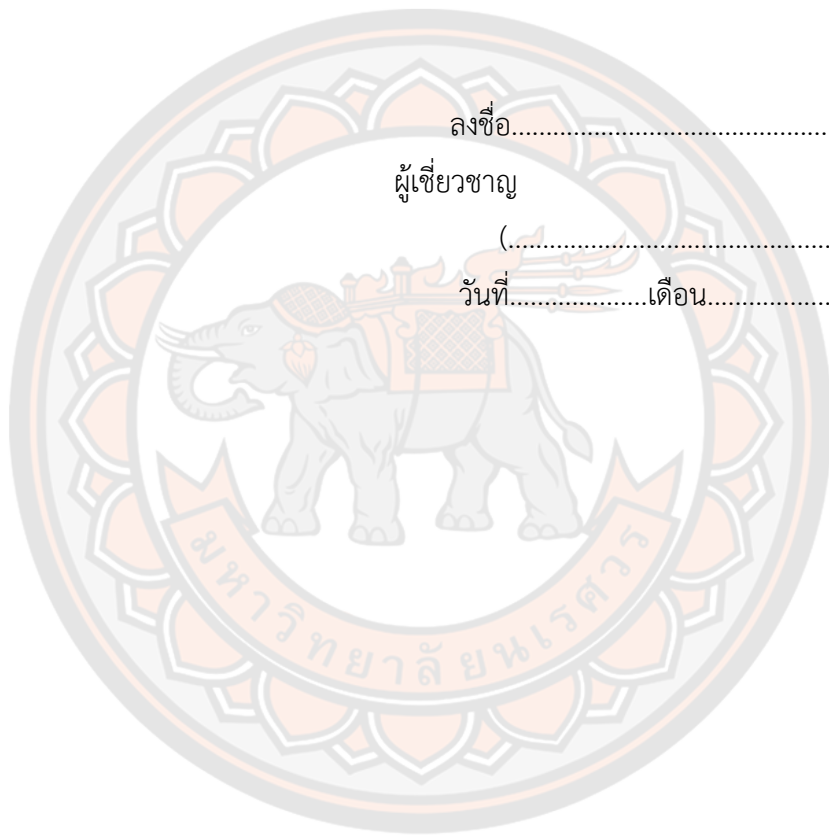 ลงชื่อ..........................................
ผู้เชี่ยวชาญ
(..........................................
วันที่....................เดือน..................
มหาวิทยาลัยนเรศวร